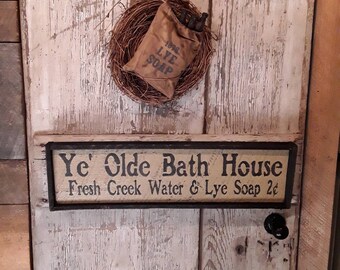 LYE
SOAP
Ye' Olde Bath House
Fresh Creek Water & Lye Soap 2¢